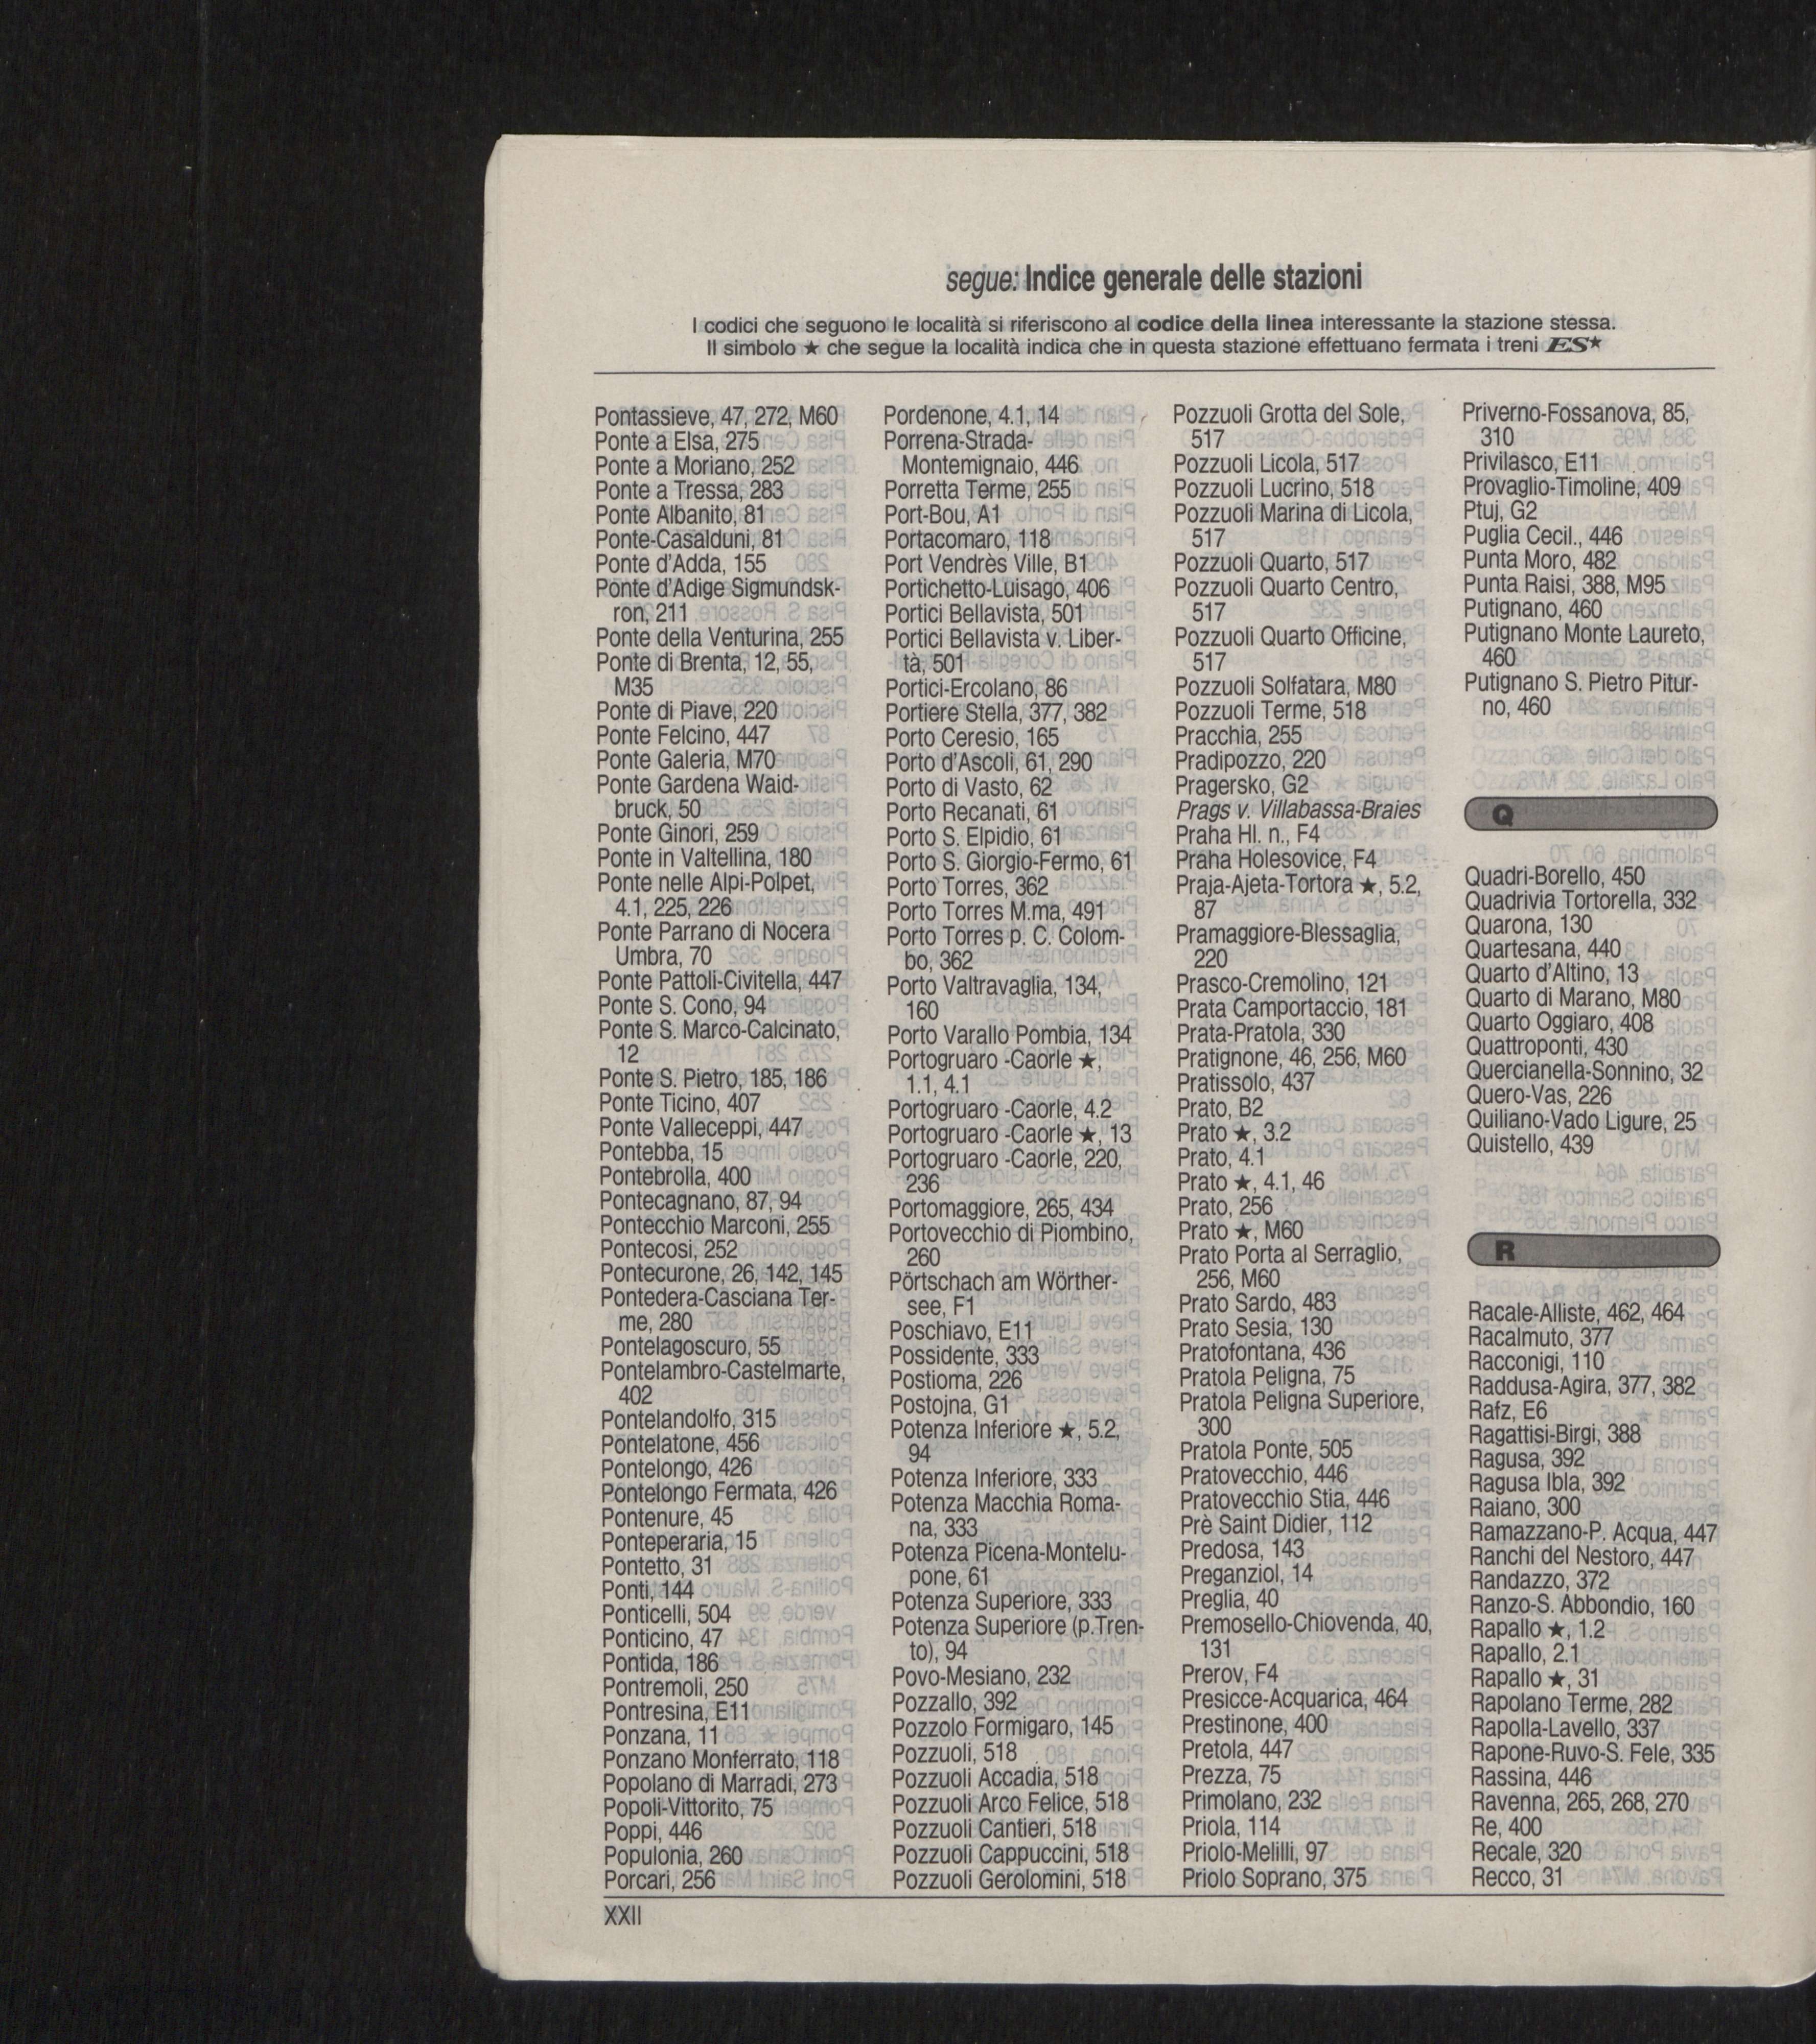 segue: Indice generale delle stazioni
I codici che seguono le località si riferiscono al codice della linea interessante la stazione stessa.
Il simbolo ★ che segue la località indica che in questa stazione effettuano fermata i treni ES★
Pontassieve, 47, 272, M60
Ponte a Elsa, 275
Ponte a Moriano, 252
Ponte a Tressa, 283
Ponte Albanito, 81
Ponte-Casalduni, 81
Ponte d'Adda, 155
Ponte d'Adige Sigmundsk-
ron, 211
Ponte della Venturina, 255
Ponte di Brenta, 12, 55,
M35
Ponte di Piave, 220
Ponte Felcino, 447
Ponte Galeria, M70
Ponte Gardena Waid-
bruck, 50
Ponte Ginori, 259
Ponte in Valtellina, 180
Ponte nelle Alpi-Polpet,
4.1, 225, 226
Ponte Parrano di Nocera
Umbra, 70
Ponte Pattoli-Civitella, 447
Ponte S. Cono, 94
Ponte S. Marco-Calcinato,
12
Ponte S. Pietro, 185, 186
Ponte Ticino, 407
Ponte Valleceppi, 447
Pontebba, 15
Pontebrolla, 400
Pontecagnano, 87, 94
Pontecchio Marconi, 255
Pontecosi, 252
Pontecurone, 26, 142, 145
Pontedera-Casciana Ter-
me, 280
Pontelagoscuro, 55
Pontelambro-Castelmarte,
402
Pontelandolfo, 315
Pontelatone, 456
Pontelongo, 426
Pontelongo Fermata, 426
Pontenure, 45
Ponteperaria, 15
Pontetto, 31
Ponti, 144
Ponticelli, 504
Ponticino, 47
Pontida, 186
Pontremoli, 250
Pontresina, E11
Ponzana, 11
Ponzano Monferrato, 118
Popolano di Marradi, 273
Popoli-Vittorito, 75
Poppi, 446
Populonia, 260
Porcari, 256
Pordenone, 4.1, 14
Porrena-Strada-
Montemignaio, 446
Porretta Terme, 255
Port-Bou, A1
Portacomaro, 118
Port Vendrès Ville, B1
Portichetto-Luisago, 406
Portici Bellavista, 501
Portici Bellavista v. Liber-
tà, 501
Portici-Ercolano, 86
Portiere Stella, 377, 382
Porto Ceresio, 165
Porto d'Ascoli, 61, 290
Porto di Vasto, 62
Porto Recanati, 61
Porto S. Elpidio, 61
Porto S. Giorgio-Fermo, 61
Porto Torres, 362
Porto Torres M.ma, 491
Porto Torres p. C. Colom-
bo, 362
Porto Valtravaglia, 134,
160
Porto Varallo Pombia, 134
Portogruaro -Caorle ★,
1.1, 4.1
Portogruaro -Caorle, 4.2
Portogruaro -Caorle ★, 13
Portogruaro -Caorle, 220,
236
Portomaggiore, 265, 434
Portovecchio di Piombino,
260
Pörtschach am Wörther-
see, F1
Poschiavo, E11
Possidente, 333
Postioma, 226
Postojna, G1
Potenza Inferiore ★, 5.2,
94
Potenza Inferiore, 333
Potenza Macchia Roma-
na, 333
Potenza Picena-Montelu-
pone, 61
Potenza Superiore, 333
Potenza Superiore (p.Tren-
to), 94
Povo-Mesiano, 232
Pozzallo, 392
Pozzolo Formigaro, 145
Pozzuoli, 518
Pozzuoli Accadia, 518
Pozzuoli Arco Felice, 518
Pozzuoli Cantieri, 518
Pozzuoli Cappuccini, 518
Pozzuoli Gerolomini, 518
Pozzuoli Grotta del Sole,
517
Pozzuoli Licola, 517
Pozzuoli Lucrino, 518
Pozzuoli Marina di Licola,
517
Pozzuoli Quarto, 517
Pozzuoli Quarto Centro,
517
Pozzuoli Quarto Officine,
517
Pozzuoli Solfatara, M80
Pozzuoli Terme, 518
Pracchia, 255
Pradipozzo, 220
Pragersko, G2
Prags v. Villabassa-Braies
Praha Hl. n., F4
Praha Holesovice, F4
Praja-Ajeta-Tortora ★, 5.2,
87
Pramaggiore-Blessaglia,
220
Prasco-Cremolino, 121
Prata Camportaccio, 181
Prata-Pratola, 330
Pratignone, 46, 256, M60
Pratissolo, 437
Prato, B2
Prato ★, 3.2
Prato, 4.1
Prato ★, 4.1, 46
Prato, 256
Prato ★, M60
Prato Porta al Serraglio,
256, M60
Prato Sardo, 483
Prato Sesia, 130
Pratofontana, 436
Pratola Peligna, 75
Pratola Peligna Superiore,
300
Pratola Ponte, 505
Pratovecchio, 446
Pratovecchio Stia, 446
Prè Saint Didier, 112
Predosa, 143
Preganziol, 14
Preglia, 40
Premosello-Chiovenda, 40,
131
Prerov, F4
Presicce-Acquarica, 464
Prestinone, 400
Pretola, 447
Prezza, 75
Primolano, 232
Priola, 114
Priolo-Melilli, 97
Priolo Soprano, 375
Priverno-Fossanova, 85,
310
Privilasco, E11
Provaglio-Timoline, 409
Ptuj, G2
Puglia Cecil., 446
Punta Moro, 482
Punta Raisi, 388, M95
Putignano, 460
Putignano Monte Laureto,
460
Putignano S. Pietro Pitur-
no, 460
Q
Quadri-Borello, 450
Quadrivia Tortorella, 332
Quarona, 130
Quartesana, 440
Quarto d'Altino, 13
Quarto di Marano, M80
Quarto Oggiaro, 408
Quattroponti, 430
Quercianella-Sonnino, 32
Quero-Vas, 226
Quiliano-Vado Ligure, 25
Quistello, 439
R
Racale-Alliste, 462, 464
Racalmuto, 377
Racconigi, 110
Raddusa-Agira, 377, 382
Rafz, E6
Ragattisi-Birgi, 388
Ragusa, 392
Ragusa Ibla, 392
Raiano, 300
Ramazzano-P. Acqua, 447
Ranchi del Nestoro, 447
Randazzo, 372
Ranzo-S. Abbondio, 160
Rapallo ★, 1.2
Rapallo, 2.1
Rapallo ★, 31
Rapolano Terme, 282
Rapolla-Lavello, 337
Rapone-Ruvo-S. Fele, 335
Rassina, 446
Ravenna, 265, 268, 270
Re, 400
Recale, 320
Recco, 31
XXII